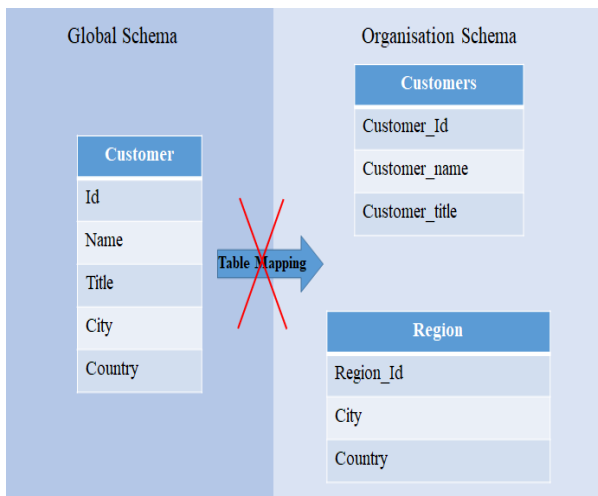 Global Schema
Organisation Schema
Customer
Id
Name
Title
City
Country
Table Mapping
Customers
Customer_Id
Customer_name
Customer_title
Region
Region_Id
City
Country